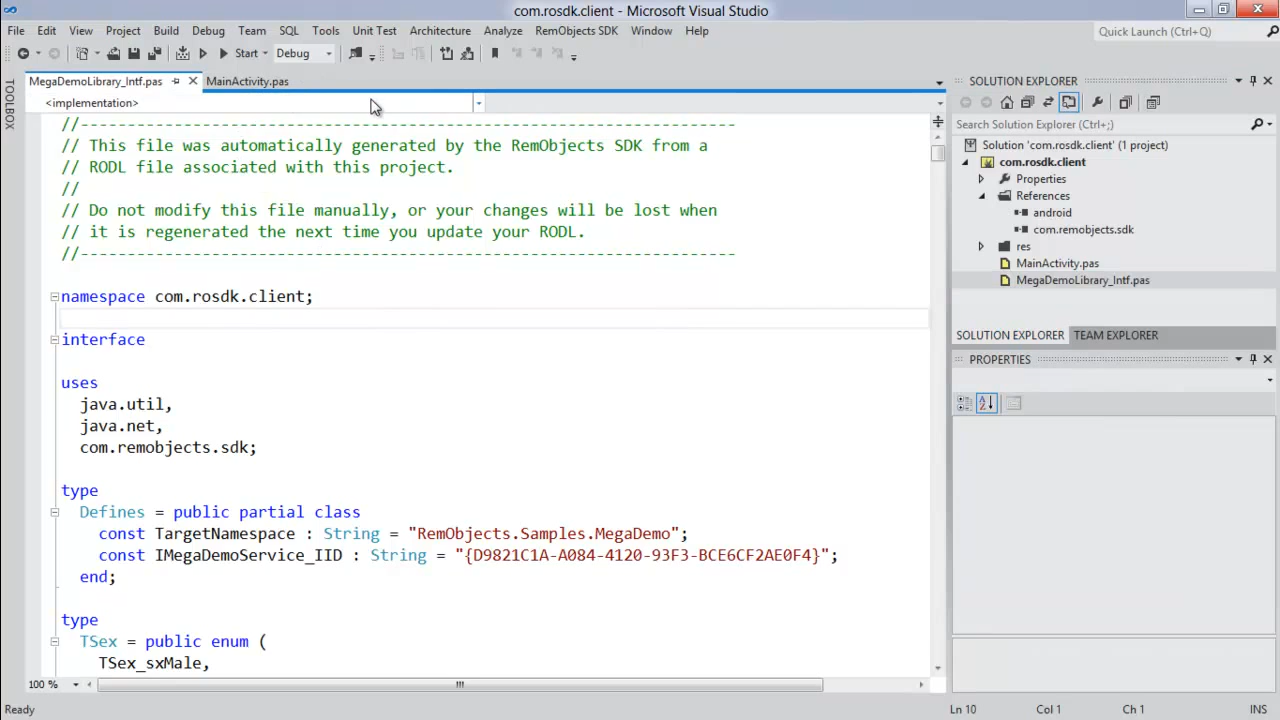 com.rosdk.client - Microsoft Visual Studio
File Edit View Project Build Debug Team SQL Tools Unit Test Architecture Analyze RemObjects SDK Window Help
Quick Launch (Ctrl+;)
Start Debug
TOOLBOX
MegaDemoLibrary_Intf.pas MainActivity.pas
<implementation>
//---------------------------------------------------------------------
// This file was automatically generated by the RemObjects SDK from a
// RODL file associated with this project.
//
// Do not modify this file manually, or your changes will be lost when
// it is regenerated the next time you update your RODL.
//---------------------------------------------------------------------
namespace com.rosdk.client;
interface
uses
java.util,
java.net,
com.remobjects.sdk;
type
Defines = public partial class
const TargetNamespace : String = "RemObjects.Samples.MegaDemo";
const IMegaDemoService_IID : String = "{D9821C1A-A084-4120-93F3-BCE6CF2AE0F4}";
end;
type
TSex = public enum (
TSex_sxMale,
100 %
SOLUTION EXPLORER
Search Solution Explorer (Ctrl+;)
Solution 'com.rosdk.client' (1 project)
com.rosdk.client
Properties
References
android
com.remobjects.sdk
res
MainActivity.pas
MegaDemoLibrary_Intf.pas
SOLUTION EXPLORER TEAM EXPLORER
PROPERTIES
Ready Ln 10 Col 1 Ch 1 INS